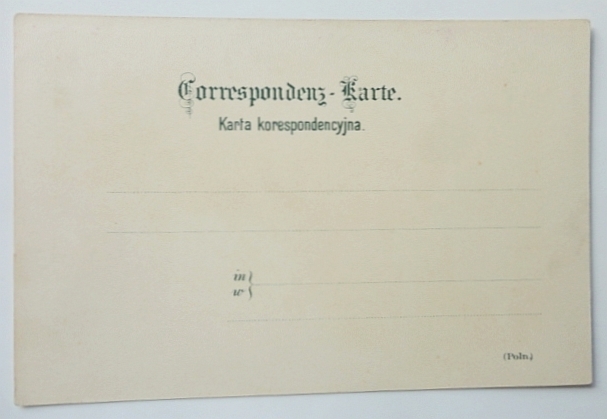 Correspondenz-Karte.
Karta korespondencyjna.
in
w
(Poln.)